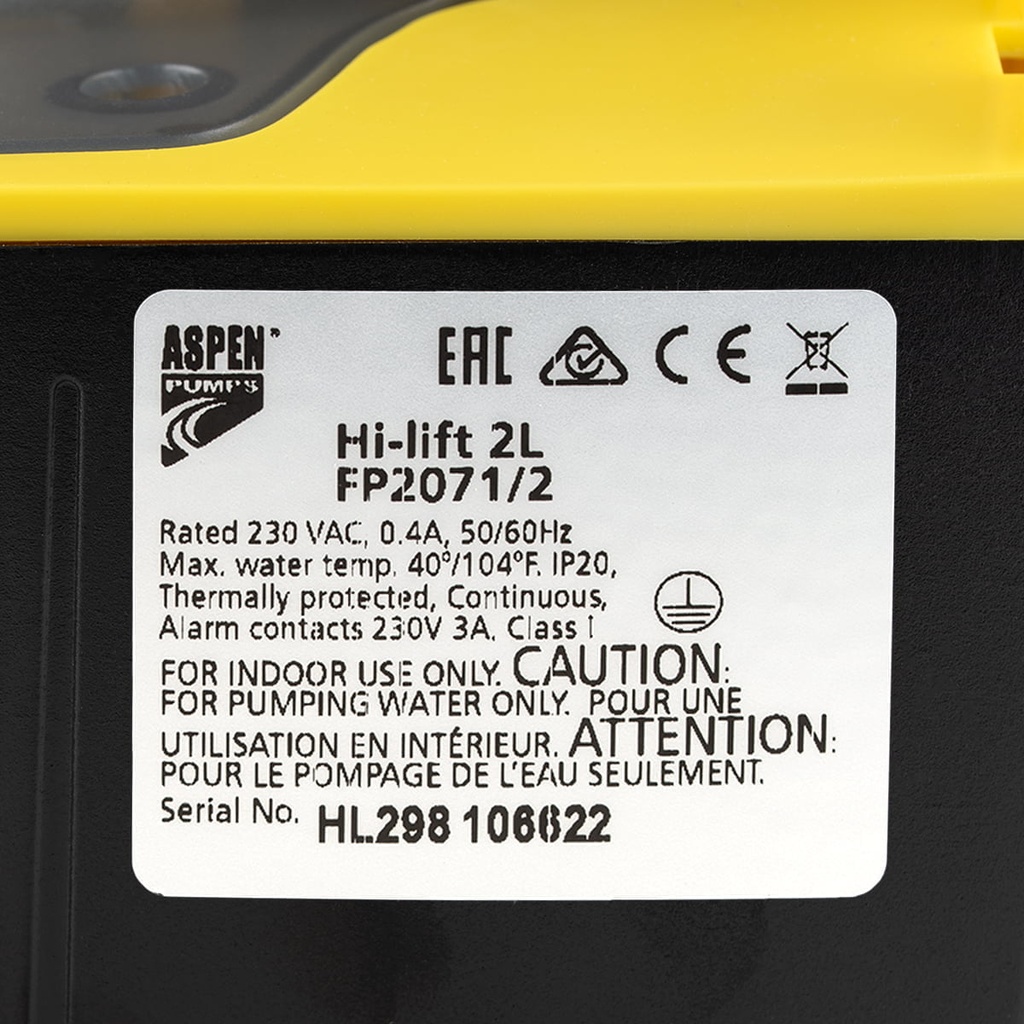 ASPEN
PUMPS
EAC CE
Hi-lift 2L
FP2071/2
Rated 230 VAC, 0.4A, 50/60Hz
Max. water temp. 40°/104°F. IP20,
Thermally protected, Continuous,
Alarm contacts 230V 3A. Class I
FOR INDOOR USE ONLY. CAUTION:
FOR PUMPING WATER ONLY. POUR UNE
UTILISATION EN INTÉRIEUR. ATTENTION:
POUR LE POMPAGE DE L'EAU SEULEMENT.
Serial No. HL298 106622